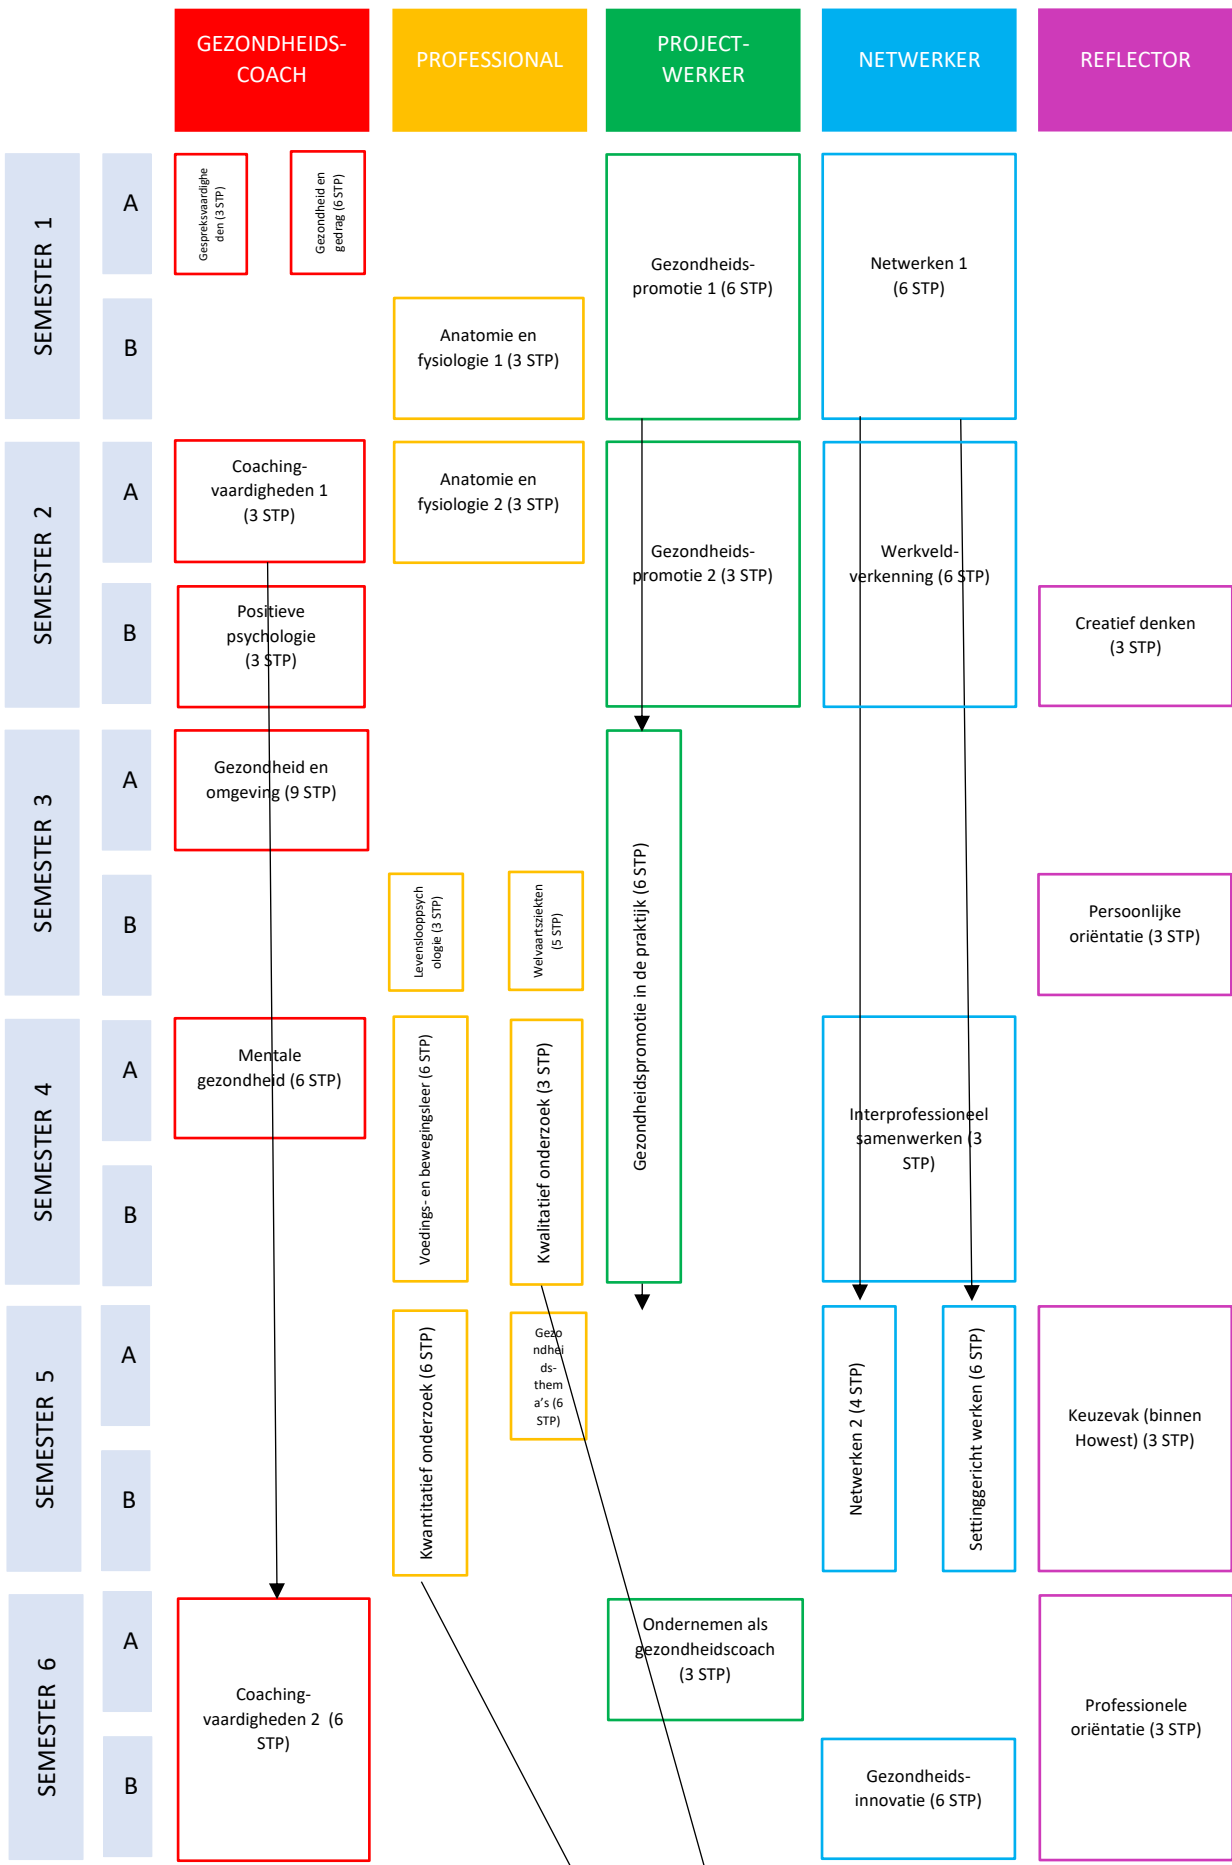 GEZONDHEIDS-
COACH
PROFESSIONAL
PROJECT-
WERKER
NETWERKER
REFLECTOR
SEMESTER 1
A
Gespreksvaardighe
den (3 STP)
Gezondheid en
gedrag (6 STP)
Gezondheids-
promotie 1 (6 STP)
Netwerken 1
(6 STP)
B
Anatomie en
fysiologie 1 (3 STP)
SEMESTER 2
A
Coaching-
vaardigheden 1
(3 STP)
Anatomie en
fysiologie 2 (3 STP)
Gezondheids-
promotie 2 (3 STP)
Werkveld-
verkenning (6 STP)
B
Positieve
psychologie
(3 STP)
Creatief denken
(3 STP)
SEMESTER 3
A
Gezondheid en
omgeving (9 STP)
Gezondheidspromotie in de praktijk (6 STP)
B
Levenslooppsych
ologie (3 STP)
Welvaartsziekten
(5 STP)
Persoonlijke
oriëntatie (3 STP)
SEMESTER 4
A
Mentale
gezondheid (6 STP)
Voedings- en bewegingsleer (6 STP)
Kwalitatief onderzoek (3 STP)
Interprofessioneel
samenwerken (3
STP)
B
SEMESTER 5
A
Kwantitatief onderzoek (6 STP)
Gezo
ndhei
ds-
them
a's (6
STP)
Netwerken 2 (4 STP)
Settinggericht werken (6 STP)
Keuzevak (binnen
Howest) (3 STP)
B
SEMESTER 6
A
Coaching-
vaardigheden 2 (6
STP)
Ondernemen als
gezondheidscoach
(3 STP)
Professionele
oriëntatie (3 STP)
B
Gezondheids-
innovatie (6 STP)